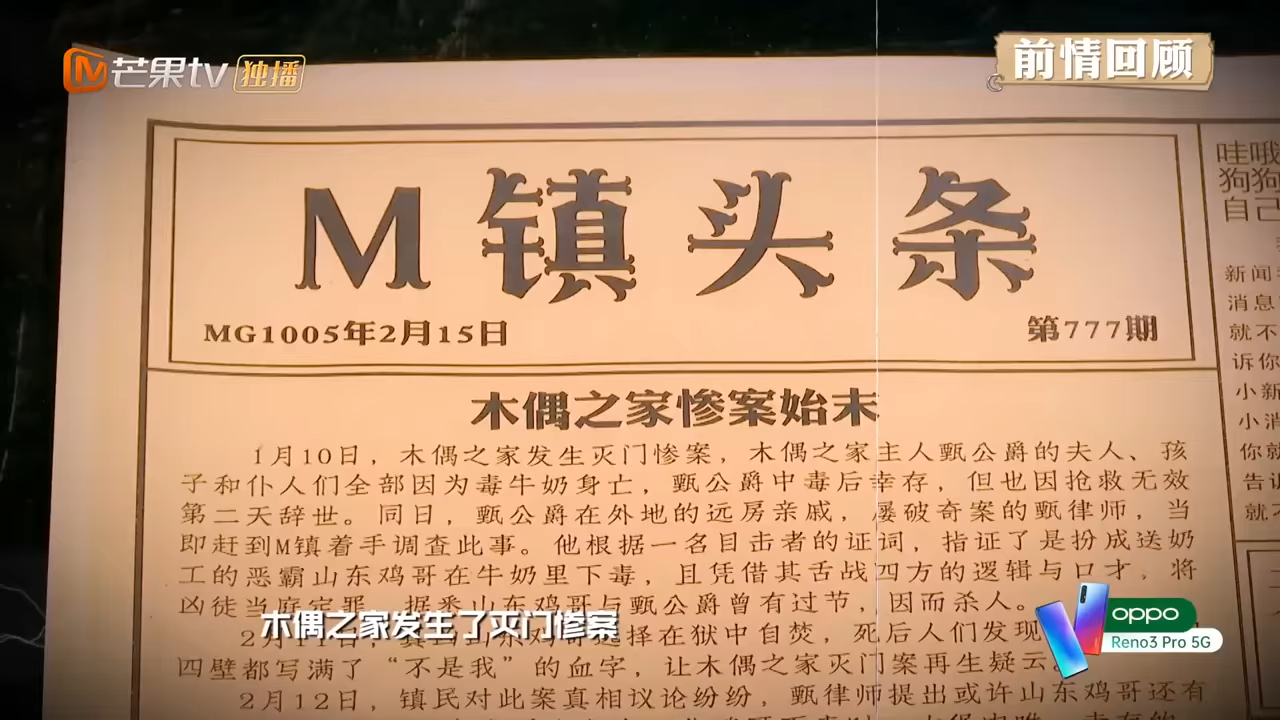 芒果TV 独播
前情回顾
M镇头条
MG1005年2月15日
第777期
木偶之家惨案始末
1月10日，木偶之家发生灭门惨案，木偶之家主人甄公爵的夫人、孩
子和仆人们全部因为毒牛奶身亡，甄公爵中毒后幸存，但也因抢救无效
第二天辞世。同日，甄公爵在外地的远房亲戚，屡破奇案的甄律师，当
即赶到M镇着手调查此事。他根据一名目击者的证词，指证了是扮成送奶
工的恶霸山东鸡哥在牛奶里下毒，且凭借其舌战四方的逻辑与口才，将
凶徒当庭定罪。据悉山东鸡哥与甄公爵曾有过节，因而杀人。
择在狱中自焚，死后人们发现
四壁都写满了“不是我”的血字，让木偶之家灭门案再生疑云
2月12日，镇民对此案真相议论纷纷，甄律师提出或许山东鸡哥还有
木偶之家发生了灭门惨案
哇哦
狗狗
自己
新闻
消息
就不
诉你
小新
小消
你就
告诉
就不
oppo
Reno3 Pro 5G